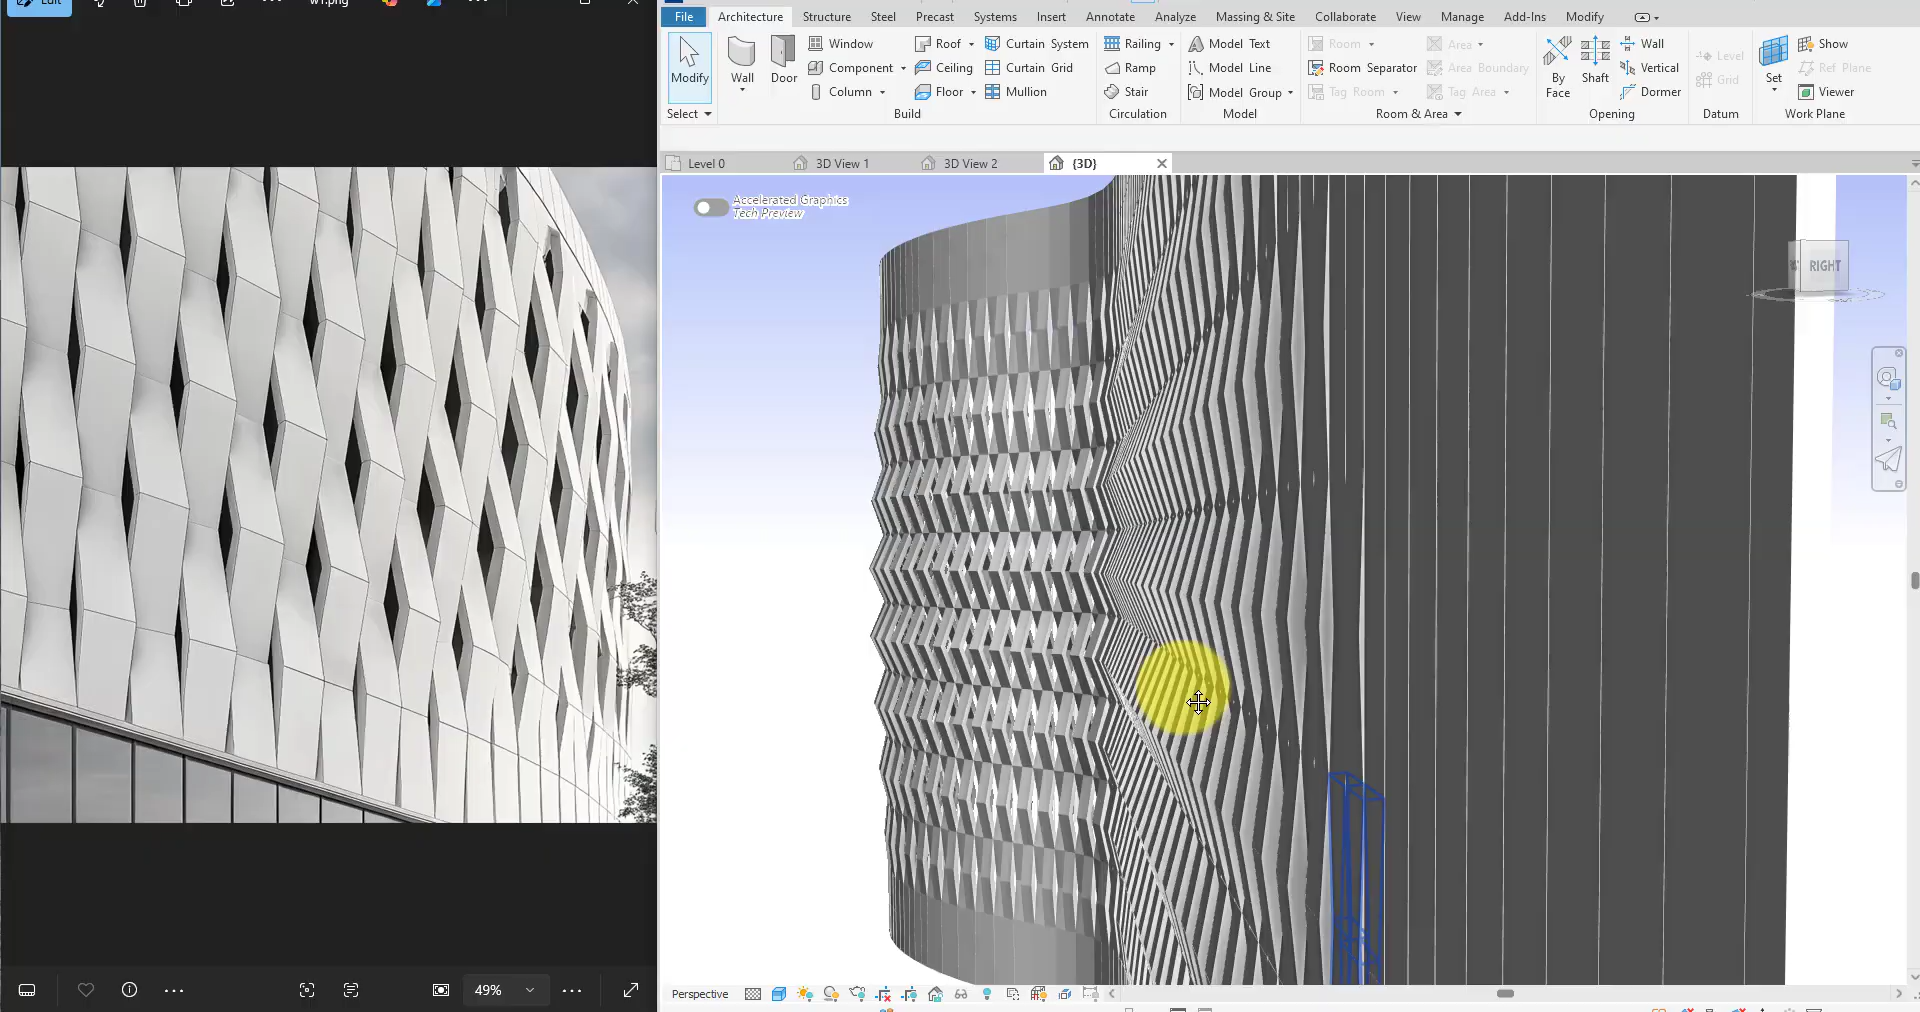 Edit
w1.png
File Architecture Structure Steel Precast Systems Insert Annotate Analyze Massing & Site Collaborate View Manage Add-Ins Modify
Modify
Wall
Door
Window
Component
Column
Roof
Ceiling
Floor
Curtain System
Curtain Grid
Mullion
Railing
Ramp
Stair
Model Text
Model Line
Model Group
Room
Room Separator
Tag Room
Area
Area Boundary
Tag Area
By
Face
Shaft
Wall
Vertical
Dormer
Level
Grid
Set
Show
Ref Plane
Viewer
Select Build Circulation Model Room & Area Opening Datum Work Plane
Level 0 3D View 1 3D View 2 {3D}
Accelerated Graphics
Tech Preview
RIGHT
49%
Perspective